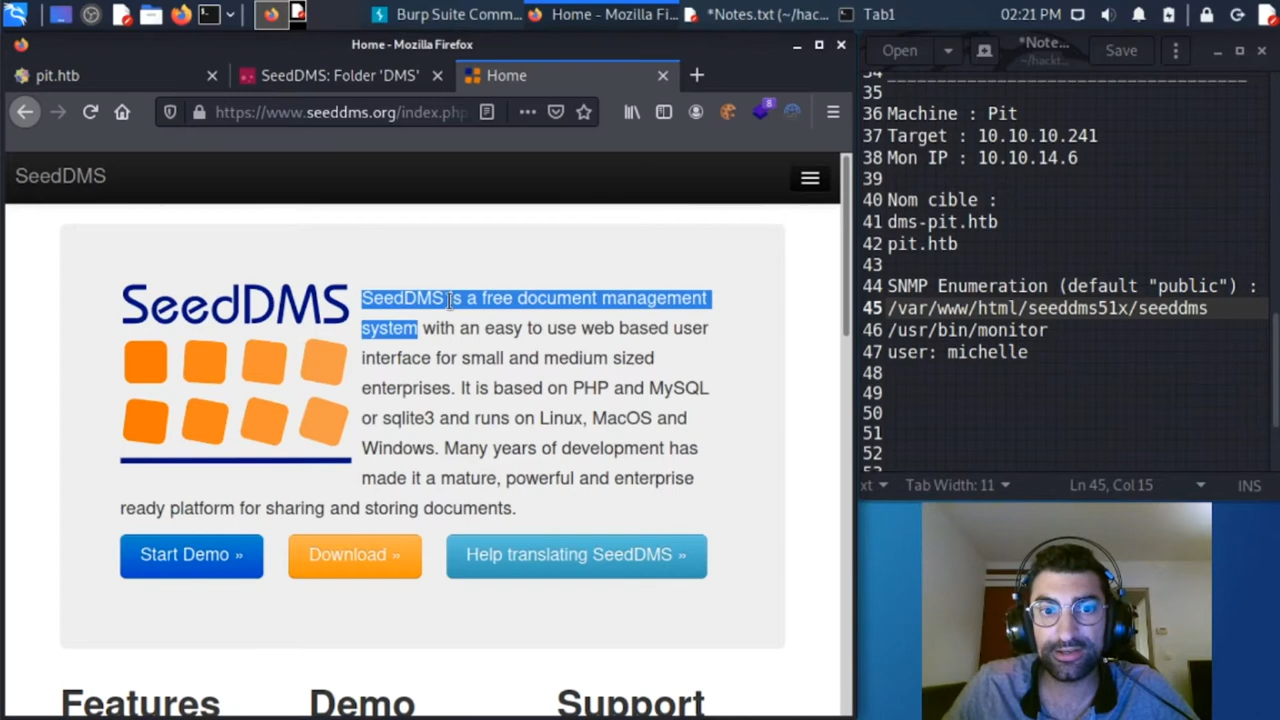 Burp Suite Comm...
Home - Mozilla Fi...
*Notes.txt (~/hac...
Tab1
02:21 PM
Home - Mozilla Firefox
pit.htb
SeedDMS: Folder 'DMS'
Home
https://www.seeddms.org/index.php
8
SeedDMS
SeedDMS
SeedDMS is a free document management
system with an easy to use web based user
interface for small and medium sized
enterprises. It is based on PHP and MySQL
or sqlite3 and runs on Linux, MacOS and
Windows. Many years of development has
made it a mature, powerful and enterprise
ready platform for sharing and storing documents.
Start Demo »
Download »
Help translating SeedDMS »
Features
Demo
Support
Open
*Note...
~/hackt...
Save
34
35
36 Machine : Pit
37 Target : 10.10.10.241
38 Mon IP : 10.10.14.6
39
40 Nom cible :
41 dms-pit.htb
42 pit.htb
43
44 SNMP Enumeration (default "public") :
45 /var/www/html/seeddms51x/seeddms
46 /usr/bin/monitor
47 user: michelle
48
49
50
51
52
53
xt
Tab Width: 11
Ln 45, Col 15
INS